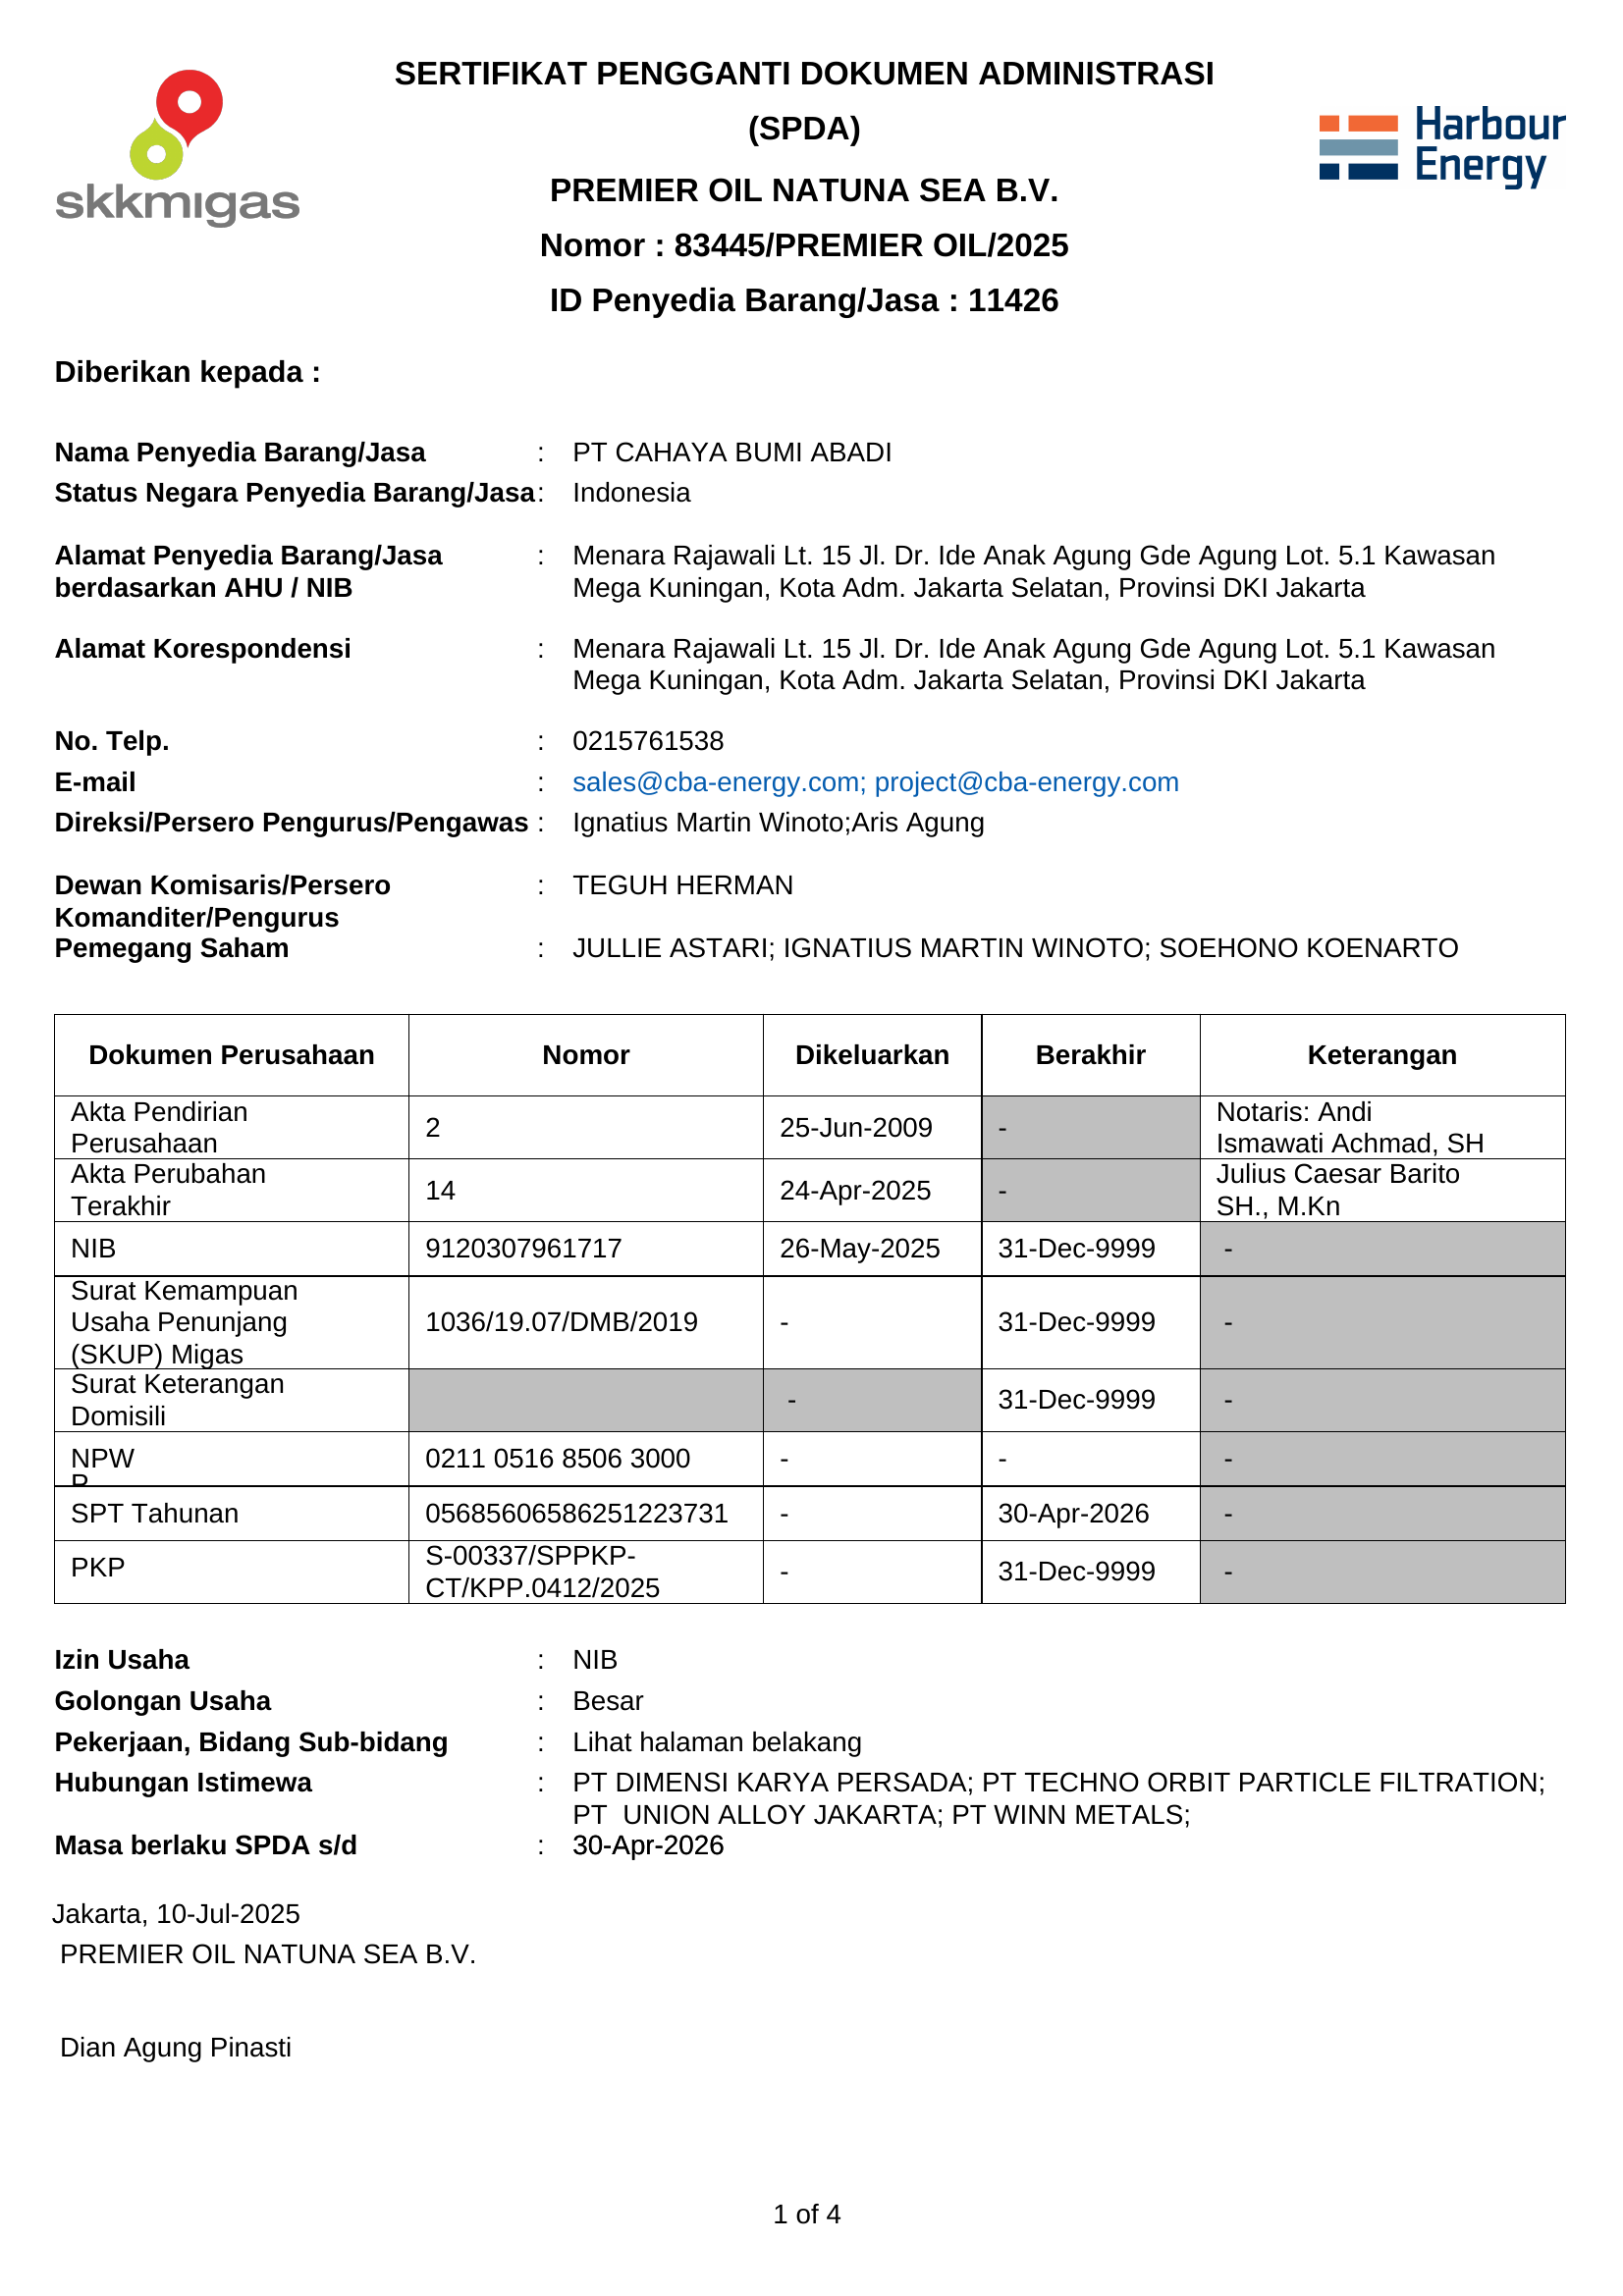 SERTIFIKAT PENGGANTI DOKUMEN ADMINISTRASI
(SPDA)
skkmigas
Harbour
Energy
PREMIER OIL NATUNA SEA B.V.
Nomor : 83445/PREMIER OIL/2025
ID Penyedia Barang/Jasa : 11426
Diberikan kepada :
Nama Penyedia Barang/Jasa : PT CAHAYA BUMI ABADI
Status Negara Penyedia Barang/Jasa : Indonesia
Alamat Penyedia Barang/Jasa : Menara Rajawali Lt. 15 Jl. Dr. Ide Anak Agung Gde Agung Lot. 5.1 Kawasan
berdasarkan AHU / NIB Mega Kuningan, Kota Adm. Jakarta Selatan, Provinsi DKI Jakarta
Alamat Korespondensi : Menara Rajawali Lt. 15 Jl. Dr. Ide Anak Agung Gde Agung Lot. 5.1 Kawasan
Mega Kuningan, Kota Adm. Jakarta Selatan, Provinsi DKI Jakarta
No. Telp. : 0215761538
E-mail : sales@cba-energy.com; project@cba-energy.com
Direksi/Persero Pengurus/Pengawas : Ignatius Martin Winoto;Aris Agung
Dewan Komisaris/Persero : TEGUH HERMAN
Komanditer/Pengurus
Pemegang Saham : JULLIE ASTARI; IGNATIUS MARTIN WINOTO; SOEHONO KOENARTO
Dokumen Perusahaan Nomor Dikeluarkan Berakhir Keterangan
Akta Pendirian
Perusahaan
2 25-Jun-2009 -
Notaris: Andi
Ismawati Achmad, SH
Akta Perubahan
Terakhir
14 24-Apr-2025 -
Julius Caesar Barito
SH., M.Kn
NIB 9120307961717 26-May-2025 31-Dec-9999 -
Surat Kemampuan
Usaha Penunjang
(SKUP) Migas
1036/19.07/DMB/2019 - 31-Dec-9999 -
Surat Keterangan
Domisili
- 31-Dec-9999 -
NPW
P
0211 0516 8506 3000 - - -
SPT Tahunan 05685606586251223731 - 30-Apr-2026 -
PKP
S-00337/SPPKP-
CT/KPP.0412/2025
- 31-Dec-9999 -
Izin Usaha : NIB
Golongan Usaha : Besar
Pekerjaan, Bidang Sub-bidang : Lihat halaman belakang
Hubungan Istimewa : PT DIMENSI KARYA PERSADA; PT TECHNO ORBIT PARTICLE FILTRATION;
PT UNION ALLOY JAKARTA; PT WINN METALS;
Masa berlaku SPDA s/d : 30-Apr-2026
Jakarta, 10-Jul-2025
PREMIER OIL NATUNA SEA B.V.
Dian Agung Pinasti
1 of 4